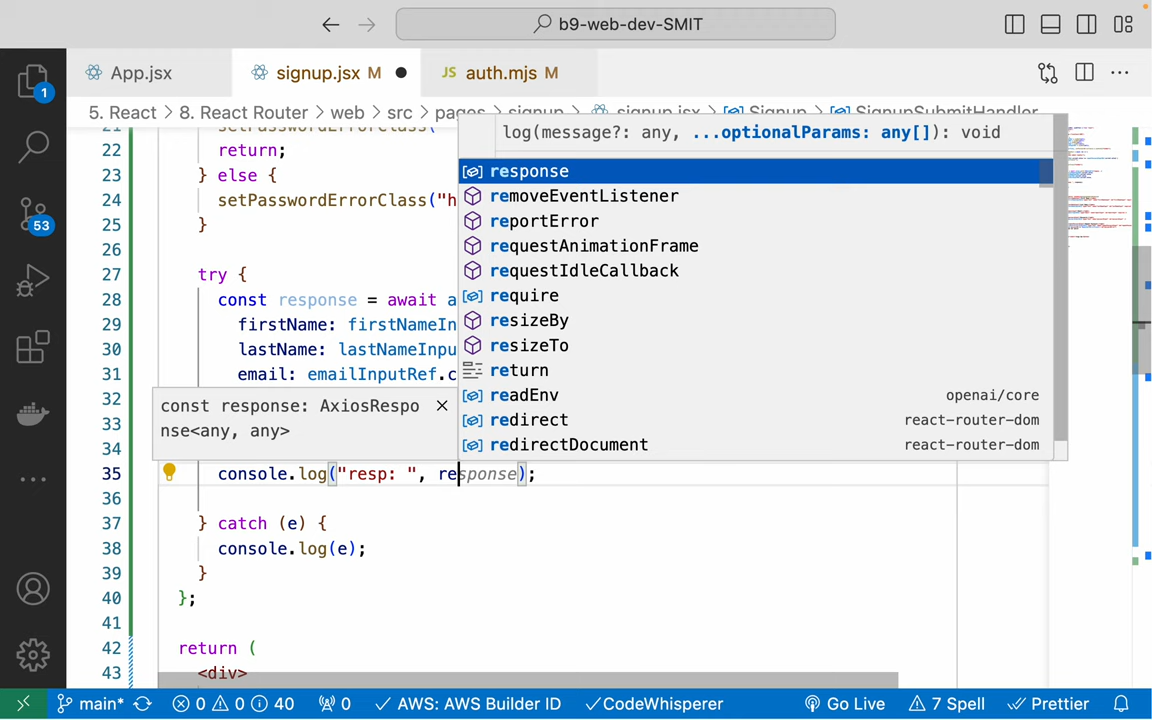 b9-web-dev-SMIT
App.jsx
signup.jsx M
JS auth.mjs M
5. React > 8. React Router > web > src > pages > signup > signup.jsx > Signup > SignupSubmitHandler
log(message?: any, ...optionalParams: any[]): void
response
removeEventListener
reportError
requestAnimationFrame
requestIdleCallback
require
resizeBy
resizeTo
return
readEnv openai/core
redirect react-router-dom
redirectDocument react-router-dom
22 return;
23 } else {
24 setPasswordErrorClass("h
25 }
26
27 try {
28 const response = await a
29 firstName: firstNameIn
30 lastName: lastNameInpu
31 email: emailInputRef.c
32
33
34
const response: AxiosRespo
nse<any, any>
35 console.log("resp: ", response);
36
37 } catch (e) {
38 console.log(e);
39 }
40 };
41
42 return (
43 <div>
1
53
main* 0 0 40 0 AWS: AWS Builder ID CodeWhisperer Go Live 7 Spell Prettier